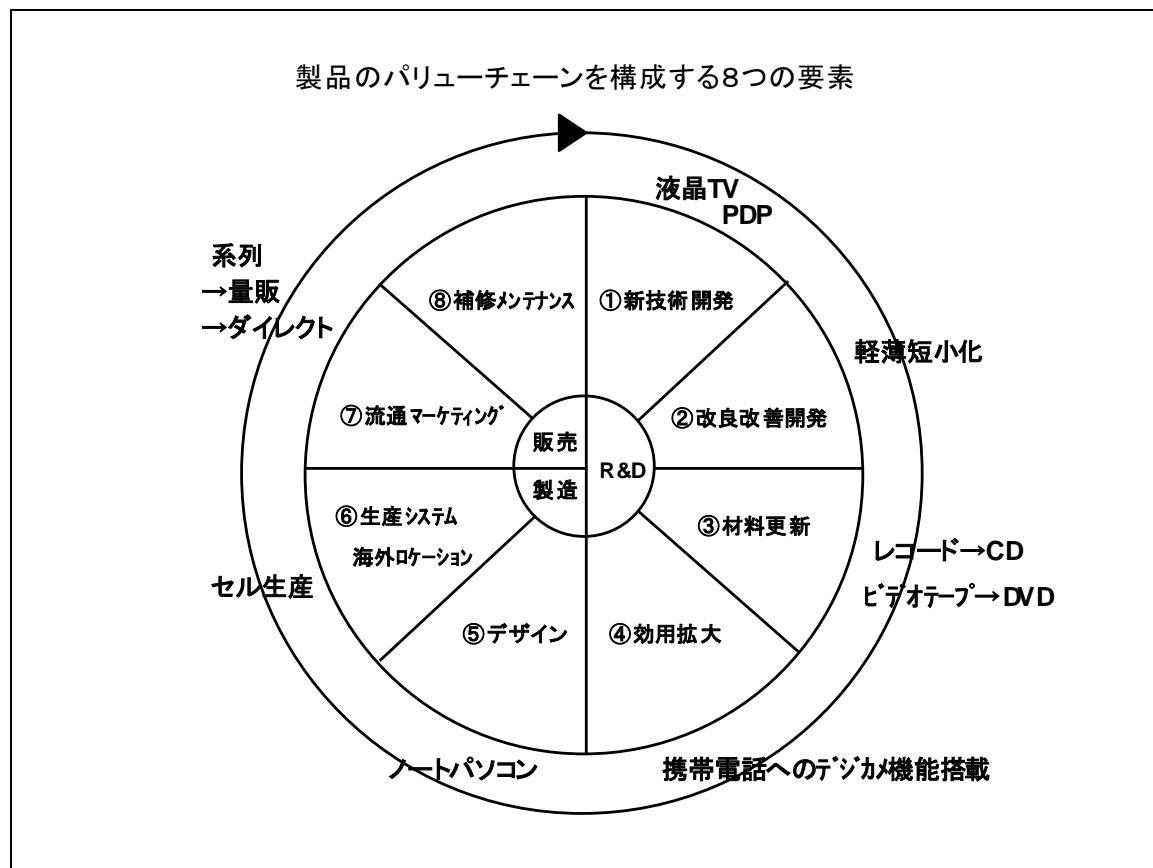 製品のパリューチェーンを構成する8つの要素
液晶TV
PDP
系列
→量販
→ダイレクト
⑧補修メンテナンス
①新技術開発
軽薄短小化
⑦流通マーケティング
②改良改善開発
販売
R&D
製造
⑥生産システム
海外ロケーション
③材料更新
レコード→CD
ビデオテープ→DVD
セル生産
⑤デザイン
④効用拡大
ノートパソコン
携帯電話へのデジカメ機能搭載